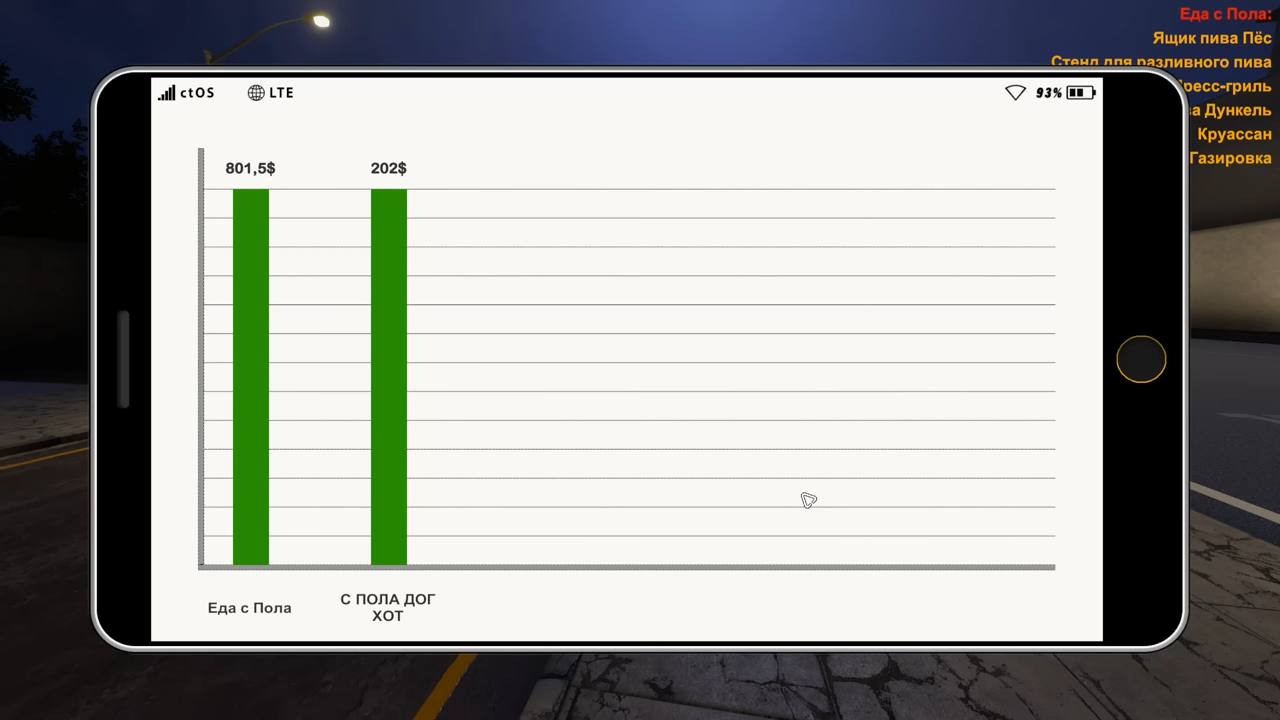 Еда с Пола:
Ящик пива Пёс
Стенд для разливного пива
ctOS LTE 93%
Дункель
Круассан
Газировка
801,5$ 202$
Еда с Пола
С ПОЛА ДОГ
ХОТ